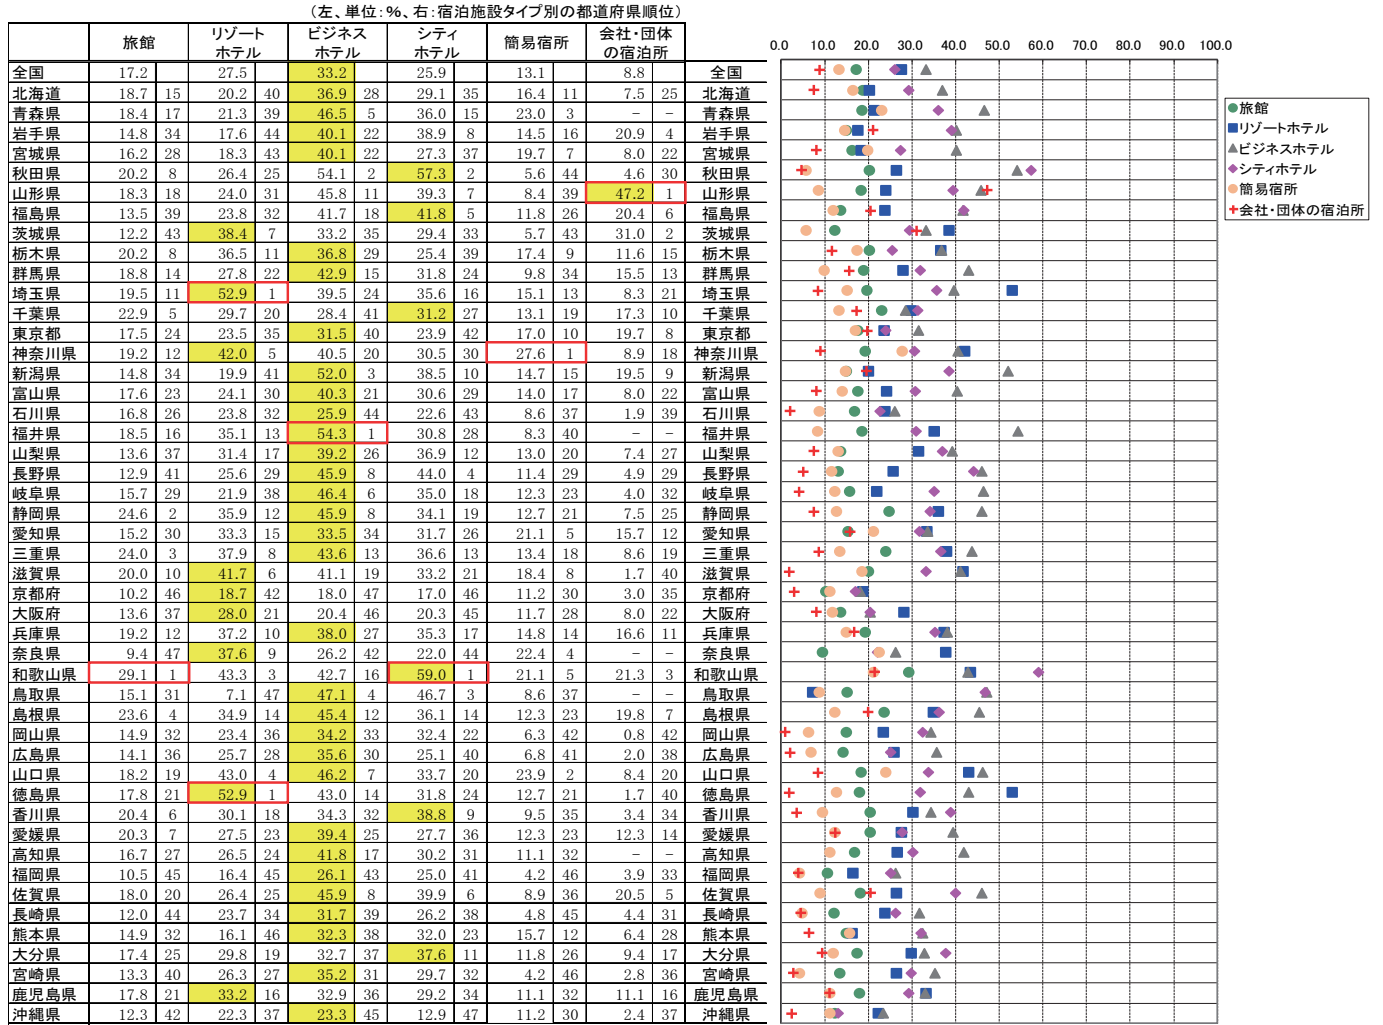 （左、単位：％、右：宿泊施設タイプ別の都道府県順位）
旅館 リゾートホテル ビジネスホテル シティホテル 簡易宿所 会社・団体の宿泊所
0.0 10.0 20.0 30.0 40.0 50.0 60.0 70.0 80.0 90.0 100.0
全国 17.2 27.5 33.2 25.9 13.1 8.8 全国
北海道 18.7 15 20.2 40 36.9 28 29.1 35 16.4 11 7.5 25 北海道
青森県 18.4 17 21.3 39 46.5 5 36.0 15 23.0 3 － － 青森県
岩手県 14.8 34 17.6 44 40.1 22 38.9 8 14.5 16 20.9 4 岩手県
宮城県 16.2 28 18.3 43 40.1 22 27.3 37 19.7 7 8.0 22 宮城県
秋田県 20.2 8 26.4 25 54.1 2 57.3 2 5.6 44 4.6 30 秋田県
山形県 18.3 18 24.0 31 45.8 11 39.3 7 8.4 39 47.2 1 山形県
福島県 13.5 39 23.8 32 41.7 18 41.8 5 11.8 26 20.4 6 福島県
茨城県 12.2 43 38.4 7 33.2 35 29.4 33 5.7 43 31.0 2 茨城県
栃木県 20.2 8 36.5 11 36.8 29 25.4 39 17.4 9 11.6 15 栃木県
群馬県 18.8 14 27.8 22 42.9 15 31.8 24 9.8 34 15.5 13 群馬県
埼玉県 19.5 11 52.9 1 39.5 24 35.6 16 15.1 13 8.3 21 埼玉県
千葉県 22.9 5 29.7 20 28.4 41 31.2 27 13.1 19 17.3 10 千葉県
東京都 17.5 24 23.5 35 31.5 40 23.9 42 17.0 10 19.7 8 東京都
神奈川県 19.2 12 42.0 5 40.5 20 30.5 30 27.6 1 8.9 18 神奈川県
新潟県 14.8 34 19.9 41 52.0 3 38.5 10 14.7 15 19.5 9 新潟県
富山県 17.6 23 24.1 30 40.3 21 30.6 29 14.0 17 8.0 22 富山県
石川県 16.8 26 23.8 32 25.9 44 22.6 43 8.6 37 1.9 39 石川県
福井県 18.5 16 35.1 13 54.3 1 30.8 28 8.3 40 － － 福井県
山梨県 13.6 37 31.4 17 39.2 26 36.9 12 13.0 20 7.4 27 山梨県
長野県 12.9 41 25.6 29 45.9 8 44.0 4 11.4 29 4.9 29 長野県
岐阜県 15.7 29 21.9 38 46.4 6 35.0 18 12.3 23 4.0 32 岐阜県
静岡県 24.6 2 35.9 12 45.9 8 34.1 19 12.7 21 7.5 25 静岡県
愛知県 15.2 30 33.3 15 33.5 34 31.7 26 21.1 5 15.7 12 愛知県
三重県 24.0 3 37.9 8 43.6 13 36.6 13 13.4 18 8.6 19 三重県
滋賀県 20.0 10 41.7 6 41.1 19 33.2 21 18.4 8 1.7 40 滋賀県
京都府 10.2 46 18.7 42 18.0 47 17.0 46 11.2 30 3.0 35 京都府
大阪府 13.6 37 28.0 21 20.4 46 20.3 45 11.7 28 8.0 22 大阪府
兵庫県 19.2 12 37.2 10 38.0 27 35.3 17 14.8 14 16.6 11 兵庫県
奈良県 9.4 47 37.6 9 26.2 42 22.0 44 22.4 4 － － 奈良県
和歌山県 29.1 1 43.3 3 42.7 16 59.0 1 21.1 5 21.3 3 和歌山県
鳥取県 15.1 31 7.1 47 47.1 4 46.7 3 8.6 37 － － 鳥取県
島根県 23.6 4 34.9 14 45.4 12 36.1 14 12.3 23 19.8 7 島根県
岡山県 14.9 32 23.4 36 34.2 33 32.4 22 6.3 42 0.8 42 岡山県
広島県 14.1 36 25.7 28 35.6 30 25.1 40 6.8 41 2.0 38 広島県
山口県 18.2 19 43.0 4 46.2 7 33.7 20 23.9 2 8.4 20 山口県
徳島県 17.8 21 52.9 1 43.0 14 31.8 24 12.7 21 1.7 40 徳島県
香川県 20.4 6 30.1 18 34.3 32 38.8 9 9.5 35 3.4 34 香川県
愛媛県 20.3 7 27.5 23 39.4 25 27.7 36 12.3 23 12.3 14 愛媛県
高知県 16.7 27 26.5 24 41.8 17 30.2 31 11.1 32 － － 高知県
福岡県 10.5 45 16.4 45 26.1 43 25.0 41 4.2 46 3.9 33 福岡県
佐賀県 18.0 20 26.4 25 45.9 8 39.9 6 8.9 36 20.5 5 佐賀県
長崎県 12.0 44 23.7 34 31.7 39 26.2 38 4.8 45 4.4 31 長崎県
熊本県 14.9 32 16.1 46 32.3 38 32.0 23 15.7 12 6.4 28 熊本県
大分県 17.4 25 29.8 19 32.7 37 37.6 11 11.8 26 9.4 17 大分県
宮崎県 13.3 40 26.3 27 35.2 31 29.7 32 4.2 46 2.8 36 宮崎県
鹿児島県 17.8 21 33.2 16 32.9 36 29.2 34 11.1 32 11.1 16 鹿児島県
沖縄県 12.3 42 22.3 37 23.3 45 12.9 47 11.2 30 2.4 37 沖縄県
旅館
リゾートホテル
ビジネスホテル
シティホテル
簡易宿所
会社・団体の宿泊所